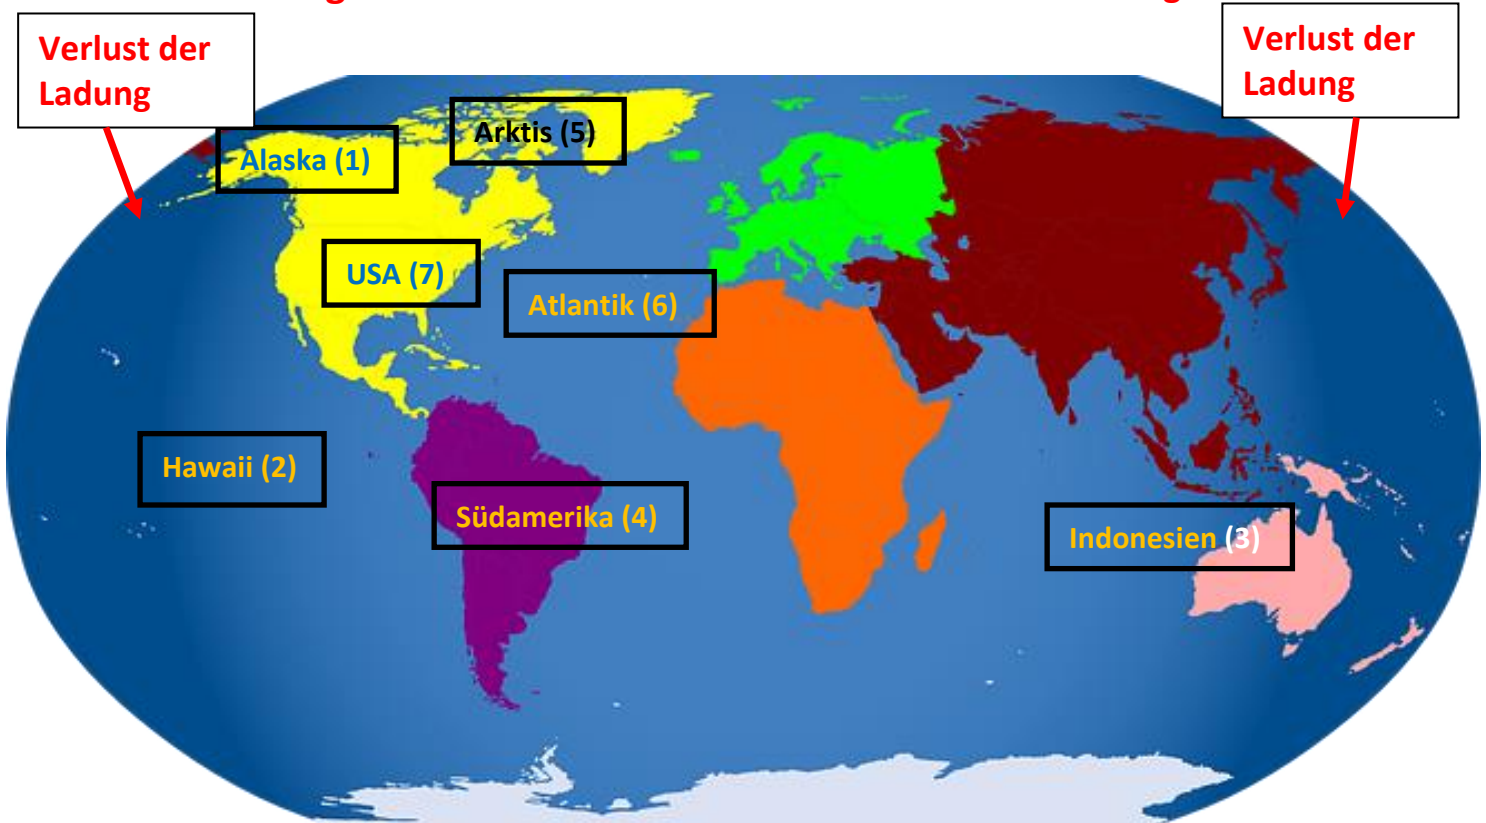 Verlust der
Ladung
Verlust der
Ladung
Arktis (5)
Alaska (1)
USA (7)
Atlantik (6)
Hawaii (2)
Südamerika (4)
Indonesien (3)